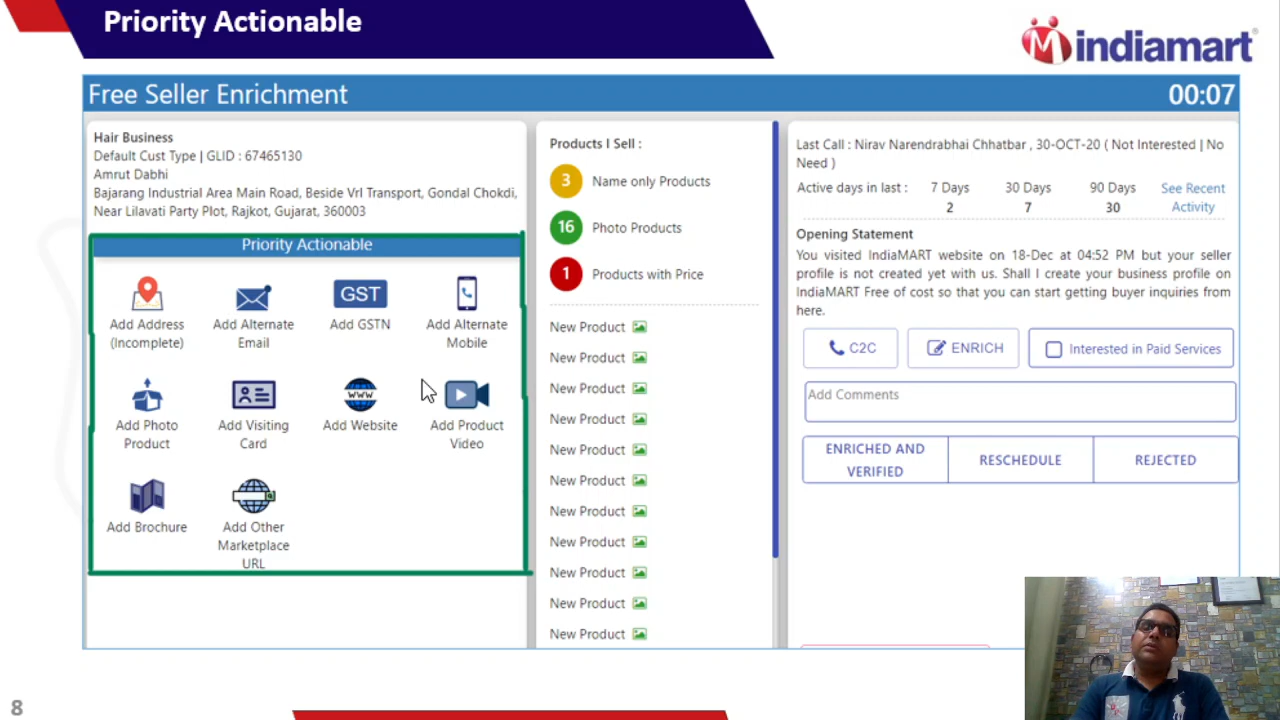 Priority Actionable
indiamart
Free Seller Enrichment
00:07
Hair Business
Default Cust Type | GLID : 67465130
Amrut Dabhi
Bajarang Industrial Area Main Road, Beside Vrl Transport, Gondal Chokdi,
Near Lilavati Party Plot, Rajkot, Gujarat, 360003
Priority Actionable
Add Address
(Incomplete)
Add Alternate
Email
GST
Add GSTN
Add Alternate
Mobile
Add Photo
Product
Add Visiting
Card
WWW
Add Website
Add Product
Video
Add Brochure
Add Other
Marketplace
URL
Products I Sell :
3 Name only Products
16 Photo Products
1 Products with Price
New Product
New Product
New Product
New Product
New Product
New Product
New Product
New Product
New Product
New Product
New Product
Last Call : Nirav Narendrabhai Chhatbar , 30-OCT-20 ( Not Interested | No
Need )
Active days in last : 7 Days 30 Days 90 Days See Recent
2 7 30 Activity
Opening Statement
You visited IndiaMART website on 18-Dec at 04:52 PM but your seller
profile is not created yet with us. Shall I create your business profile on
IndiaMART Free of cost so that you can start getting buyer inquiries from
here.
C2C
ENRICH
Interested in Paid Services
Add Comments
ENRICHED AND
VERIFIED
RESCHEDULE
REJECTED
8